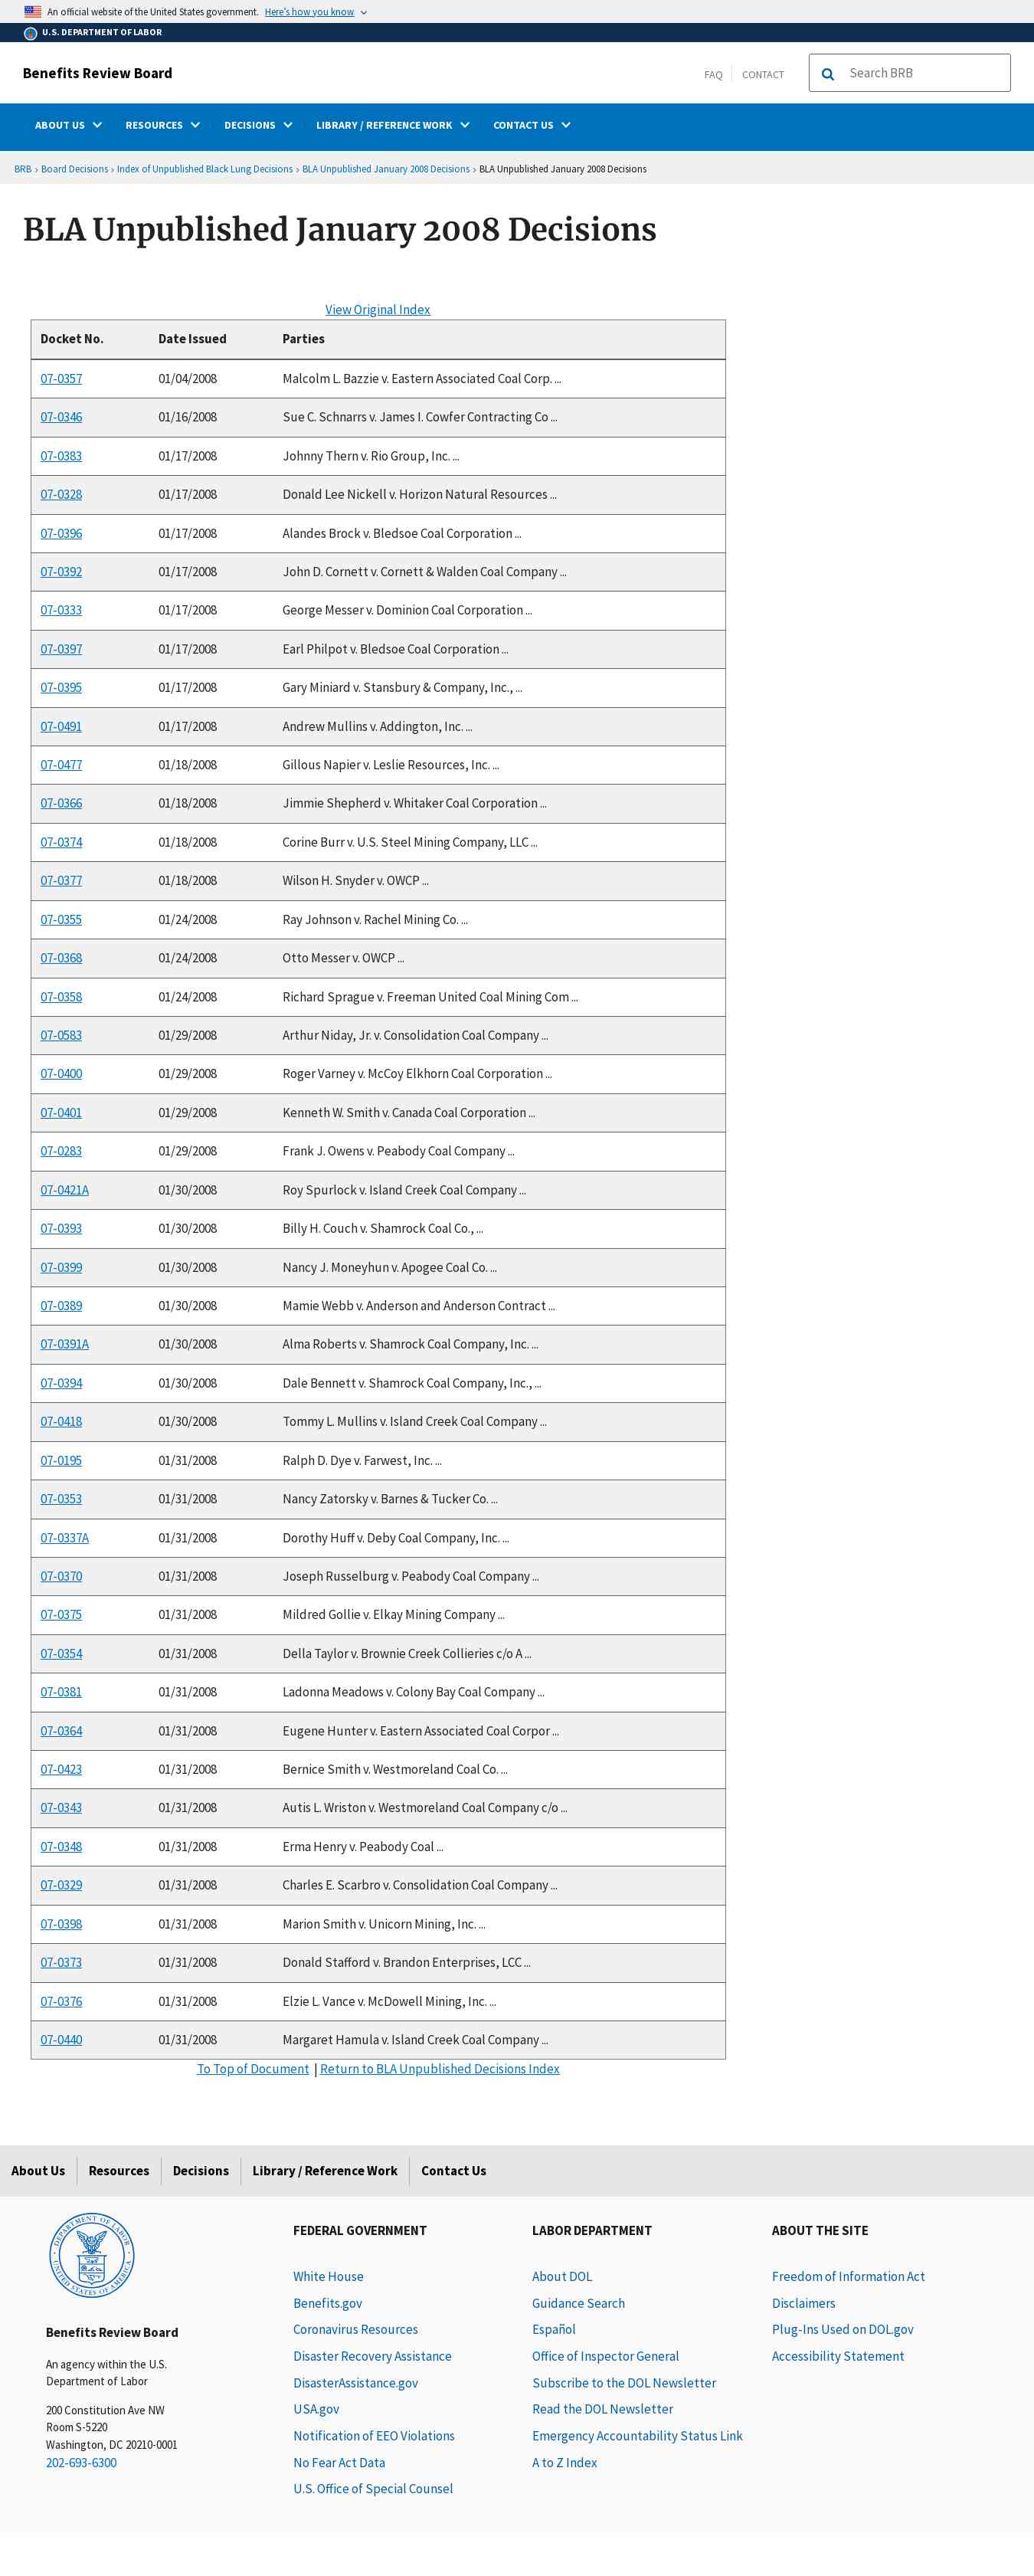 An official website of the United States government. Here's how you know
U.S. DEPARTMENT OF LABOR
Benefits Review Board
FAQ CONTACT Search BRB
ABOUT US RESOURCES DECISIONS LIBRARY / REFERENCE WORK CONTACT US
BRB › Board Decisions › Index of Unpublished Black Lung Decisions › BLA Unpublished January 2008 Decisions › BLA Unpublished January 2008 Decisions
BLA Unpublished January 2008 Decisions
View Original Index
Docket No. Date Issued Parties
07-0357 01/04/2008 Malcolm L. Bazzie v. Eastern Associated Coal Corp. ...
07-0346 01/16/2008 Sue C. Schnarrs v. James I. Cowfer Contracting Co ...
07-0383 01/17/2008 Johnny Thern v. Rio Group, Inc. ...
07-0328 01/17/2008 Donald Lee Nickell v. Horizon Natural Resources ...
07-0396 01/17/2008 Alandes Brock v. Bledsoe Coal Corporation ...
07-0392 01/17/2008 John D. Cornett v. Cornett & Walden Coal Company ...
07-0333 01/17/2008 George Messer v. Dominion Coal Corporation ...
07-0397 01/17/2008 Earl Philpot v. Bledsoe Coal Corporation ...
07-0395 01/17/2008 Gary Miniard v. Stansbury & Company, Inc., ...
07-0491 01/17/2008 Andrew Mullins v. Addington, Inc. ...
07-0477 01/18/2008 Gillous Napier v. Leslie Resources, Inc. ...
07-0366 01/18/2008 Jimmie Shepherd v. Whitaker Coal Corporation ...
07-0374 01/18/2008 Corine Burr v. U.S. Steel Mining Company, LLC ...
07-0377 01/18/2008 Wilson H. Snyder v. OWCP ...
07-0355 01/24/2008 Ray Johnson v. Rachel Mining Co. ...
07-0368 01/24/2008 Otto Messer v. OWCP ...
07-0358 01/24/2008 Richard Sprague v. Freeman United Coal Mining Com ...
07-0583 01/29/2008 Arthur Niday, Jr. v. Consolidation Coal Company ...
07-0400 01/29/2008 Roger Varney v. McCoy Elkhorn Coal Corporation ...
07-0401 01/29/2008 Kenneth W. Smith v. Canada Coal Corporation ...
07-0283 01/29/2008 Frank J. Owens v. Peabody Coal Company ...
07-0421A 01/30/2008 Roy Spurlock v. Island Creek Coal Company ...
07-0393 01/30/2008 Billy H. Couch v. Shamrock Coal Co., ...
07-0399 01/30/2008 Nancy J. Moneyhun v. Apogee Coal Co. ...
07-0389 01/30/2008 Mamie Webb v. Anderson and Anderson Contract ...
07-0391A 01/30/2008 Alma Roberts v. Shamrock Coal Company, Inc. ...
07-0394 01/30/2008 Dale Bennett v. Shamrock Coal Company, Inc., ...
07-0418 01/30/2008 Tommy L. Mullins v. Island Creek Coal Company ...
07-0195 01/31/2008 Ralph D. Dye v. Farwest, Inc. ...
07-0353 01/31/2008 Nancy Zatorsky v. Barnes & Tucker Co. ...
07-0337A 01/31/2008 Dorothy Huff v. Deby Coal Company, Inc. ...
07-0370 01/31/2008 Joseph Russelburg v. Peabody Coal Company ...
07-0375 01/31/2008 Mildred Gollie v. Elkay Mining Company ...
07-0354 01/31/2008 Della Taylor v. Brownie Creek Collieries c/o A ...
07-0381 01/31/2008 Ladonna Meadows v. Colony Bay Coal Company ...
07-0364 01/31/2008 Eugene Hunter v. Eastern Associated Coal Corpor ...
07-0423 01/31/2008 Bernice Smith v. Westmoreland Coal Co. ...
07-0343 01/31/2008 Autis L. Wriston v. Westmoreland Coal Company c/o ...
07-0348 01/31/2008 Erma Henry v. Peabody Coal ...
07-0329 01/31/2008 Charles E. Scarbro v. Consolidation Coal Company ...
07-0398 01/31/2008 Marion Smith v. Unicorn Mining, Inc. ...
07-0373 01/31/2008 Donald Stafford v. Brandon Enterprises, LCC ...
07-0376 01/31/2008 Elzie L. Vance v. McDowell Mining, Inc. ...
07-0440 01/31/2008 Margaret Hamula v. Island Creek Coal Company ...
To Top of Document | Return to BLA Unpublished Decisions Index
About Us Resources Decisions Library / Reference Work Contact Us
DEPARTMENT OF LABOR
UNITED STATES OF AMERICA
Benefits Review Board
An agency within the U.S.
Department of Labor
200 Constitution Ave NW
Room S-5220
Washington, DC 20210-0001
202-693-6300
FEDERAL GOVERNMENT
White House
Benefits.gov
Coronavirus Resources
Disaster Recovery Assistance
DisasterAssistance.gov
USA.gov
Notification of EEO Violations
No Fear Act Data
U.S. Office of Special Counsel
LABOR DEPARTMENT
About DOL
Guidance Search
Español
Office of Inspector General
Subscribe to the DOL Newsletter
Read the DOL Newsletter
Emergency Accountability Status Link
A to Z Index
ABOUT THE SITE
Freedom of Information Act
Disclaimers
Plug-Ins Used on DOL.gov
Accessibility Statement